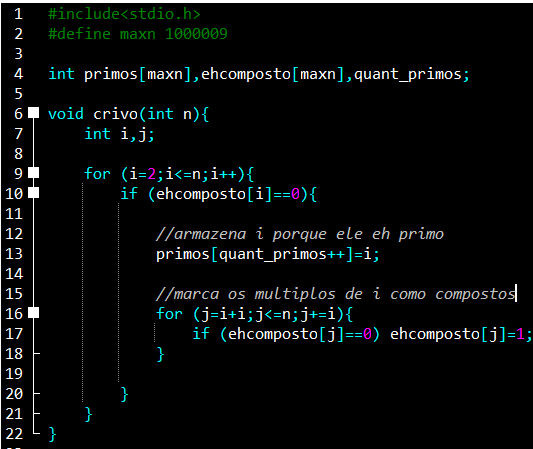 1 #include<stdio.h>
2 #define maxn 1000009
3
4 int primos[maxn],ehcomposto[maxn],quant_primos;
5
6 void crivo(int n){
7 int i,j;
8
9 for (i=2;i<=n;i++){
10 if (ehcomposto[i]==0){
11
12 //armazena i porque ele eh primo
13 primos[quant_primos++]=i;
14
15 //marca os multiplos de i como compostos
16 for (j=i+i;j<=n;j+=i){
17 if (ehcomposto[j]==0) ehcomposto[j]=1;
18 }
19
20 }
21 }
22 }